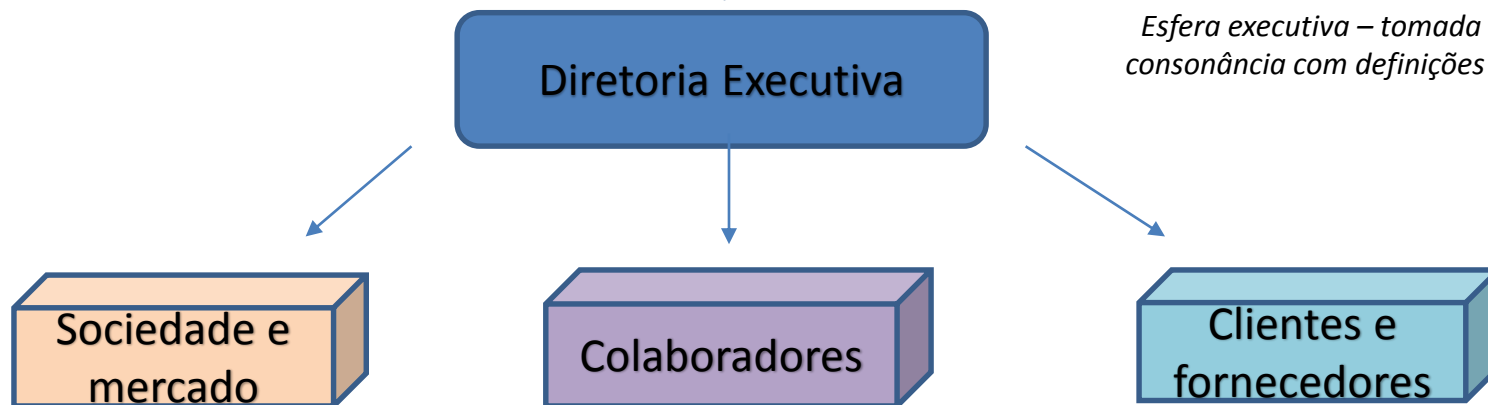 Esfera executiva – tomada
consonância com definições
Diretoria Executiva
Sociedade e
mercado
Colaboradores
Clientes e
fornecedores